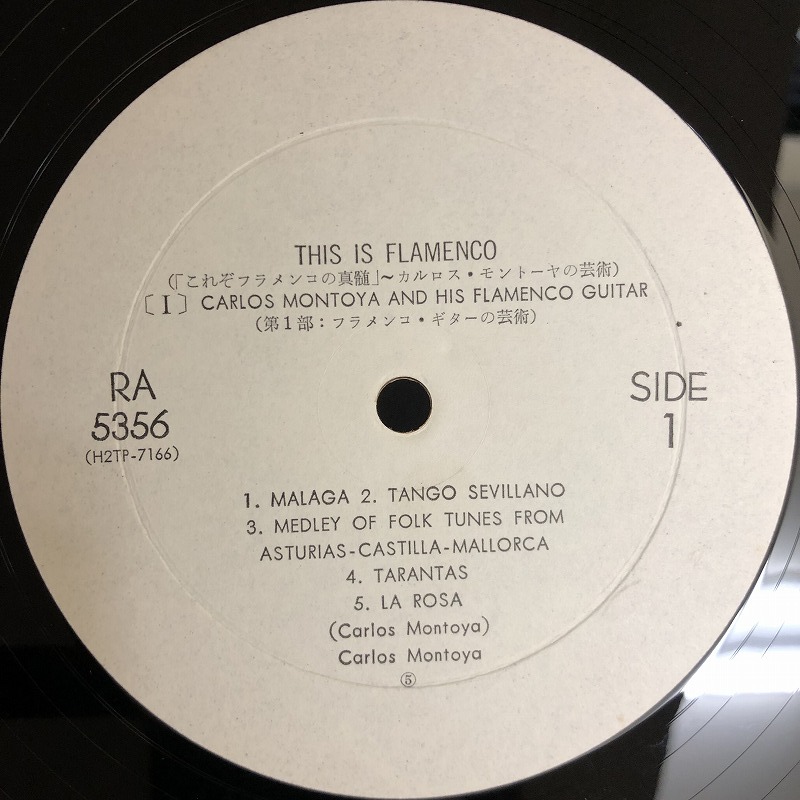 THIS IS FLAMENCO
(「これぞフラメンコの真髄」～カルロス・モントーヤの芸術)
〔I〕CARLOS MONTOYA AND HIS FLAMENCO GUITAR
(第1部:フラメンコ・ギターの芸術)
RA
5356
(H2TP-7166)
SIDE
1
1. MALAGA 2. TANGO SEVILLANO
3. MEDLEY OF FOLK TUNES FROM
ASTURIAS-CASTILLA-MALLORCA
4. TARANTAS
5. LA ROSA
(Carlos Montoya)
Carlos Montoya
⑤